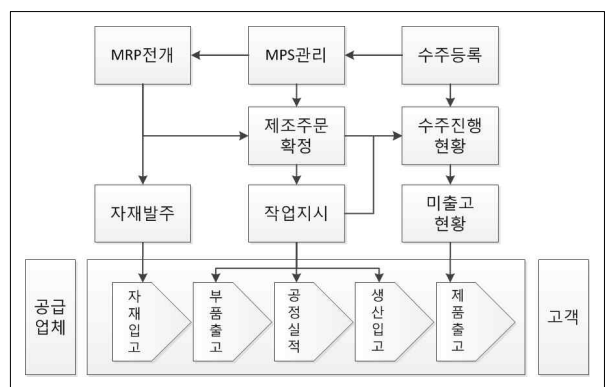 MRP전개
MPS관리
수주등록
제조주문
확정
수주진행
현황
자재발주
작업지시
미출고
현황
공급
업체
자재입고
부품출고
공정실적
생산입고
제품출고
고객